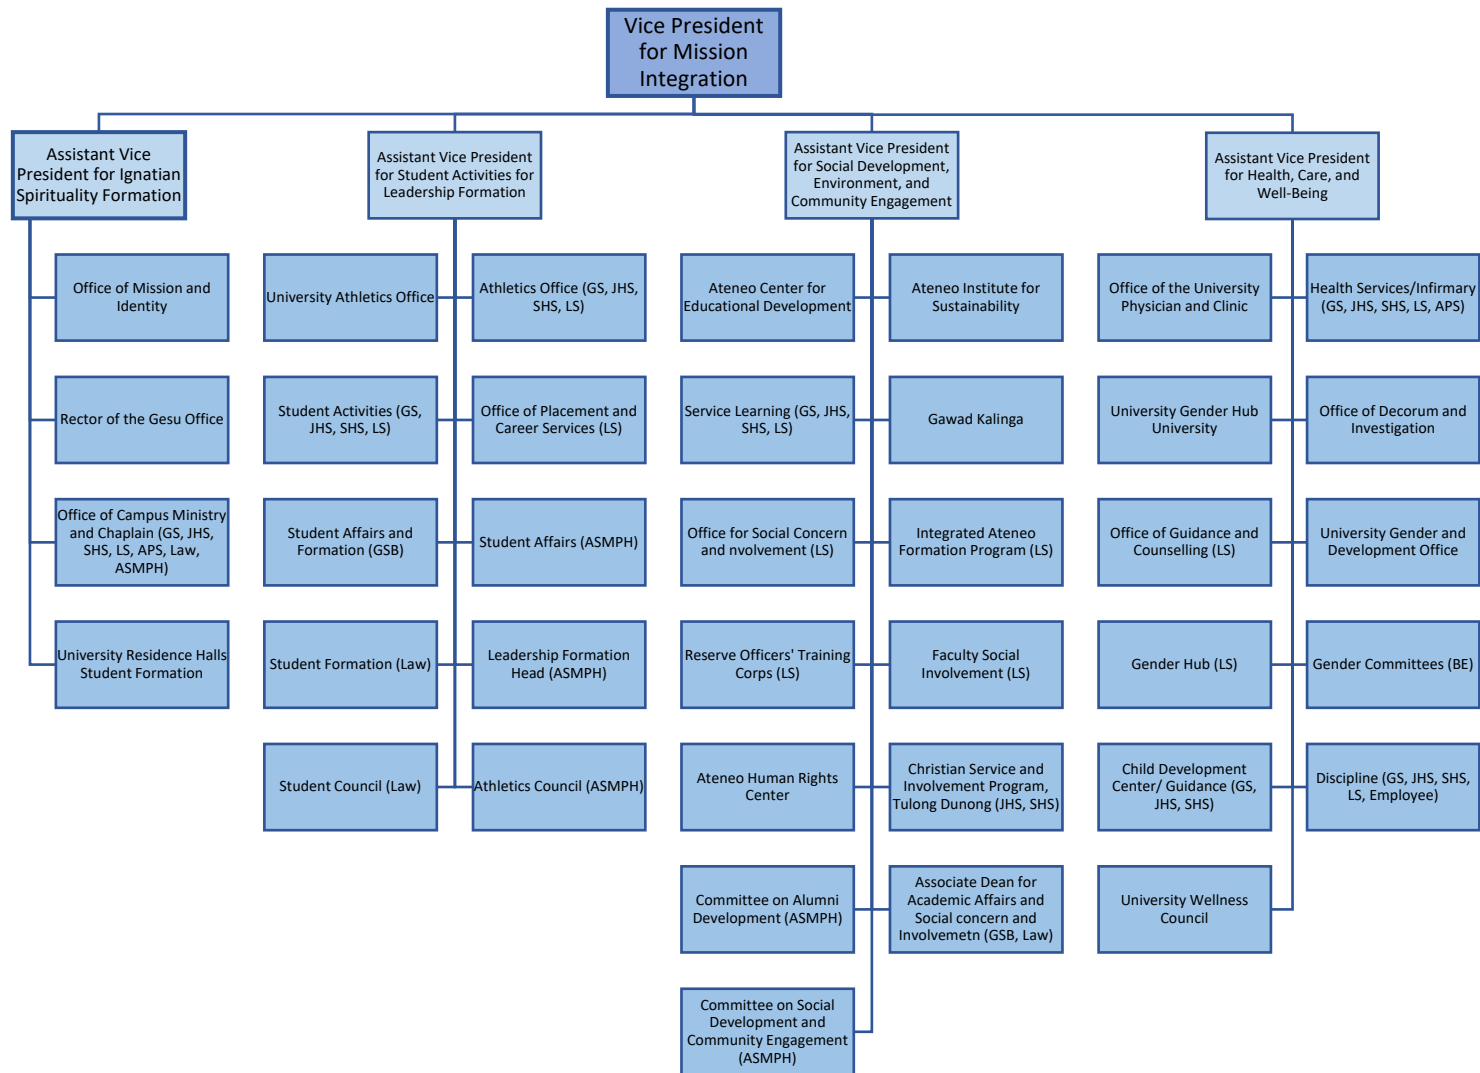 Vice President
for Mission
Integration
Assistant Vice
President for Ignatian
Spirituality Formation
Assistant Vice President
for Student Activities for
Leadership Formation
Assistant Vice President
for Social Development,
Environment, and
Community Engagement
Assistant Vice President
for Health, Care, and
Well-Being
Office of Mission and
Identity
Rector of the Gesu Office
Office of Campus Ministry
and Chaplain (GS, JHS,
SHS, LS, APS, Law,
ASMPH)
University Residence Halls
Student Formation
University Athletics Office
Athletics Office (GS, JHS,
SHS, LS)
Student Activities (GS,
JHS, SHS, LS)
Office of Placement and
Career Services (LS)
Student Affairs and
Formation (GSB)
Student Affairs (ASMPH)
Student Formation (Law)
Leadership Formation
Head (ASMPH)
Student Council (Law)
Athletics Council (ASMPH)
Ateneo Center for
Educational Development
Ateneo Institute for
Sustainability
Service Learning (GS, JHS,
SHS, LS)
Gawad Kalinga
Office for Social Concern
and nvolvement (LS)
Integrated Ateneo
Formation Program (LS)
Reserve Officers' Training
Corps (LS)
Faculty Social
Involvement (LS)
Ateneo Human Rights
Center
Christian Service and
Involvement Program,
Tulong Dunong (JHS, SHS)
Committee on Alumni
Development (ASMPH)
Associate Dean for
Academic Affairs and
Social concern and
Involvemetn (GSB, Law)
Committee on Social
Development and
Community Engagement
(ASMPH)
Office of the University
Physician and Clinic
Health Services/Infirmary
(GS, JHS, SHS, LS, APS)
University Gender Hub
University
Office of Decorum and
Investigation
Office of Guidance and
Counselling (LS)
University Gender and
Development Office
Gender Hub (LS)
Gender Committees (BE)
Child Development
Center/ Guidance (GS,
JHS, SHS)
Discipline (GS, JHS, SHS,
LS, Employee)
University Wellness
Council